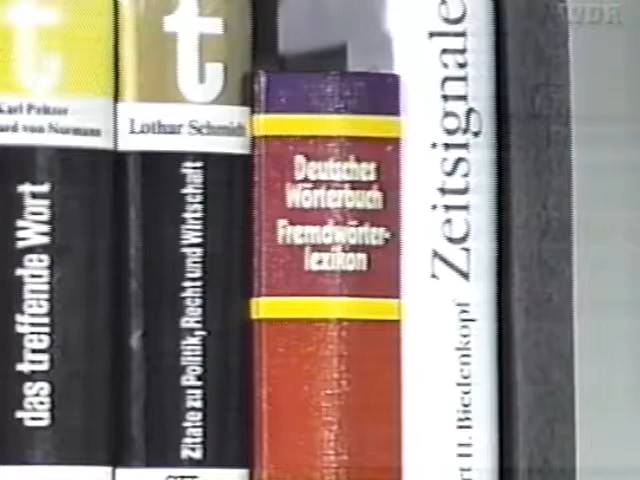 t
Karl Peltzer
das treffende Wort
t
Lothar Schmidt
Zitate zu Politik, Recht und Wirtschaft
Deutsches
Wörterbuch
Fremdwörter-
lexikon
Zeitsignale
H. Biedenkopf
WDR